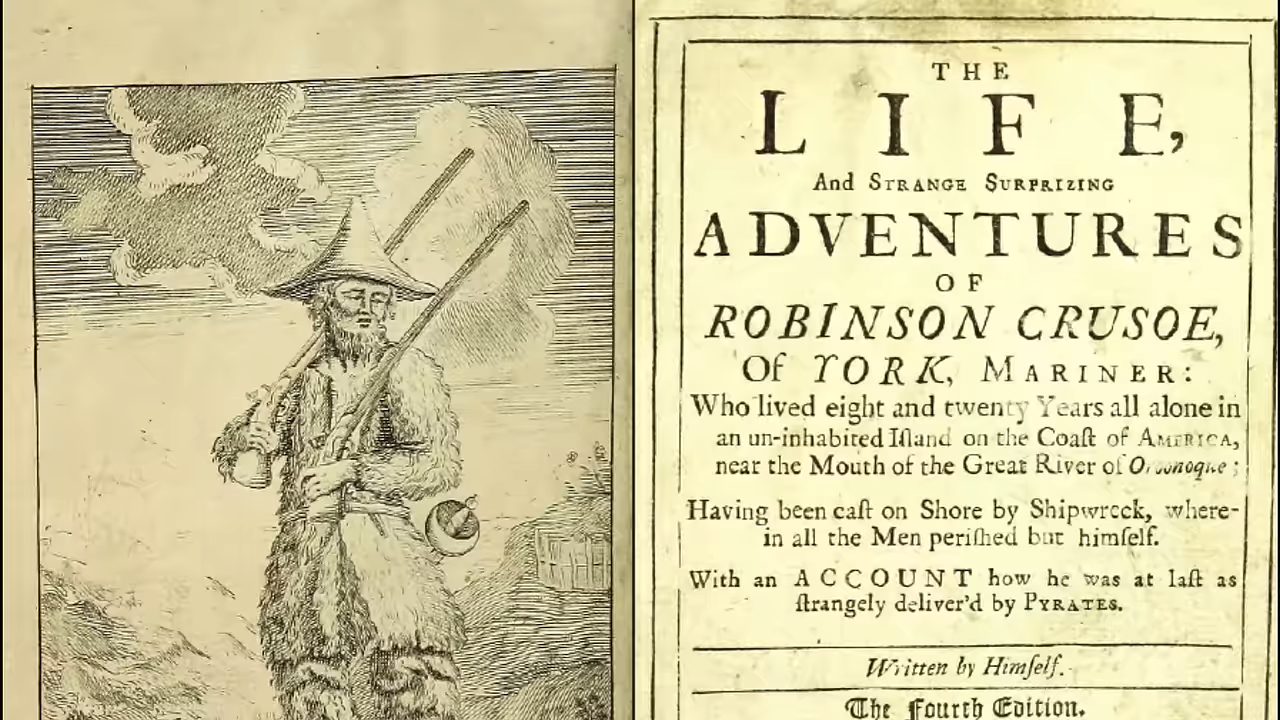 THE
LIFE,
And STRANGE SURPRIZING
ADVENTURES
OF
ROBINSON CRUSOE,
Of YORK, MARINER:
Who lived eight and twenty Years all alone in
an un-inhabited Iſland on the Coaſt of AMERICA,
near the Mouth of the Great River of
Having been caſt on Shore by Shipwreck, where-
in all the Men periſhed but himſelf.
With an ACCOUNT how he was at laſt as
ſtrangely deliver'd by PYRATES.
Written by Himſelf.
The Fourth Edition.